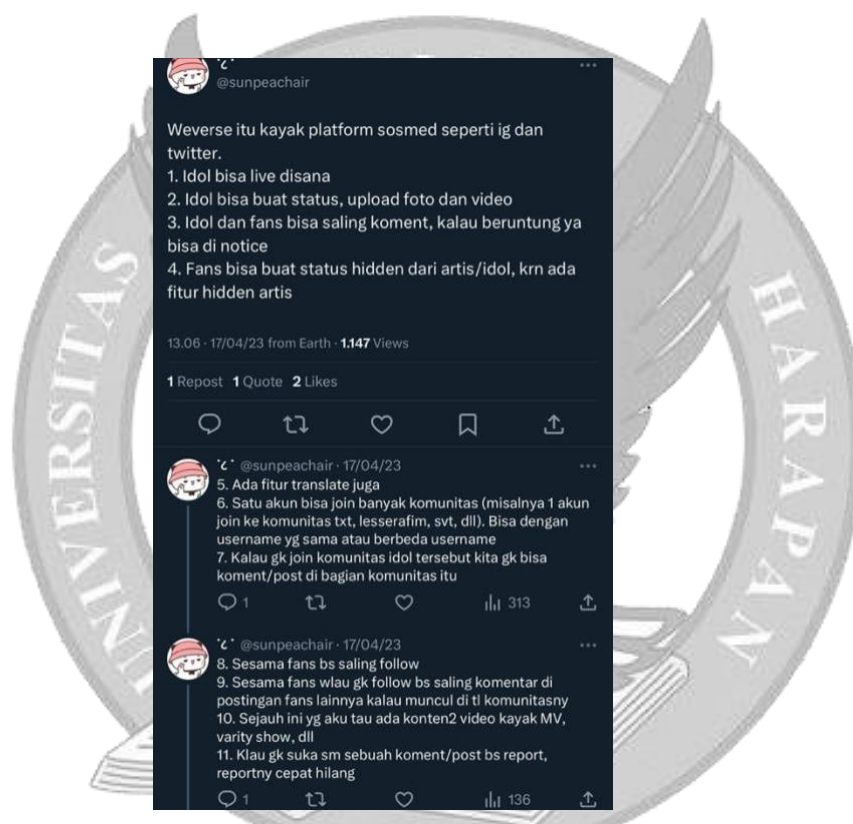 @sunpeachair
Weverse itu kayak platform sosmed seperti ig dan
twitter.
1. Idol bisa live disana
2. Idol bisa buat status, upload foto dan video
3. Idol dan fans bisa saling koment, kalau beruntung ya
bisa di notice
4. Fans bisa buat status hidden dari artis/idol, krn ada
fitur hidden artis
13.06 · 17/04/23 from Earth · 1.147 Views
1 Repost 1 Quote 2 Likes
@sunpeachair · 17/04/23
5. Ada fitur translate juga
6. Satu akun bisa join banyak komunitas (misalnya 1 akun
join ke komunitas txt, lesserafim, svt, dll). Bisa dengan
username yg sama atau berbeda username
7. Kalau gk join komunitas idol tersebut kita gk bisa
koment/post di bagian komunitas itu
1 313
@sunpeachair · 17/04/23
8. Sesama fans bs saling follow
9. Sesama fans wlau gk follow bs saling komentar di
postingan fans lainnya kalau muncul di tl komunitasny
10. Sejauh ini yg aku tau ada konten2 video kayak MV,
varity show, dll
11. Klau gk suka sm sebuah koment/post bs report,
reportny cepat hilang
1 136
UNIVERSITAS
HARAPAN